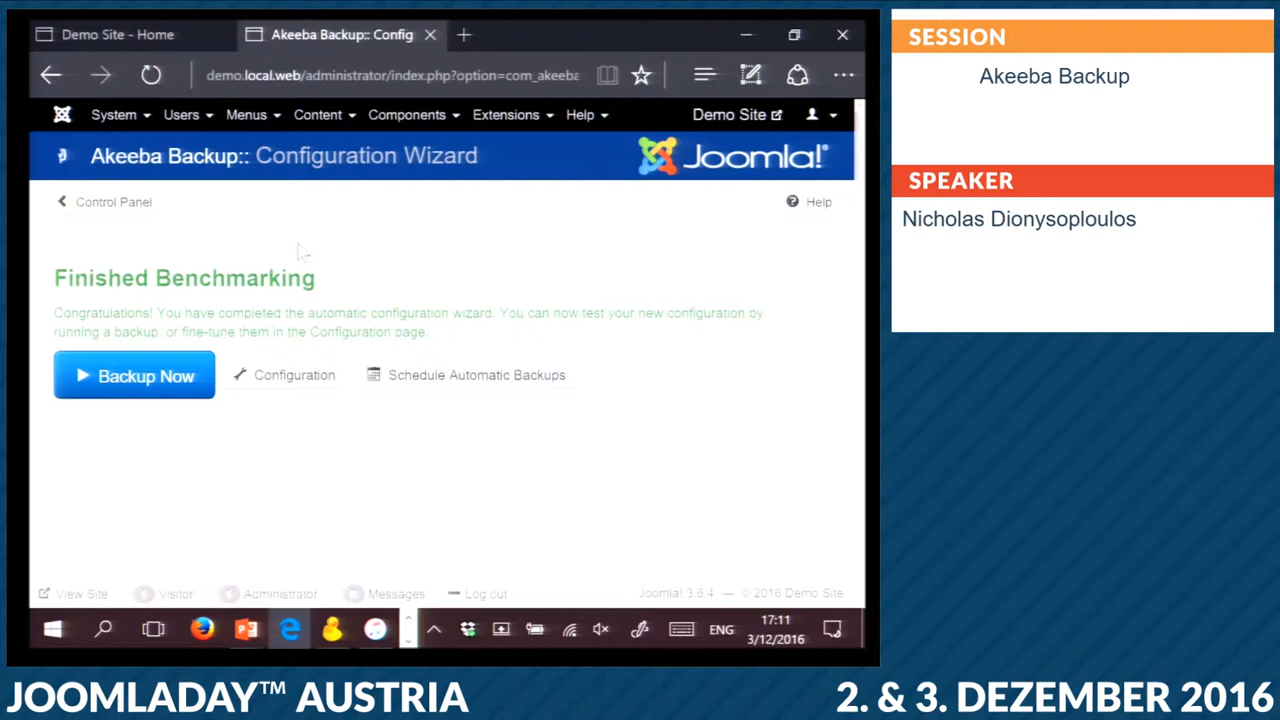 Demo Site - Home
Akeeba Backup:: Config
demo.local.web/administrator/index.php?option=com_akeeba
System Users Menus Content Components Extensions Help Demo Site
Akeeba Backup:: Configuration Wizard
Joomla!®
Control Panel
Help
Finished Benchmarking
Congratulations! You have completed the automatic configuration wizard. You can now test your new configuration by
running a backup, or fine-tune them in the Configuration page.
Backup Now
Configuration
Schedule Automatic Backups
View Site Visitor Administrator Messages Log out
Joomla! 3.6.4 — © 2016 Demo Site
ENG
17:11
3/12/2016
SESSION
Akeeba Backup
SPEAKER
Nicholas Dionysoploulos
JOOMLADAY™ AUSTRIA
2. & 3. DEZEMBER 2016